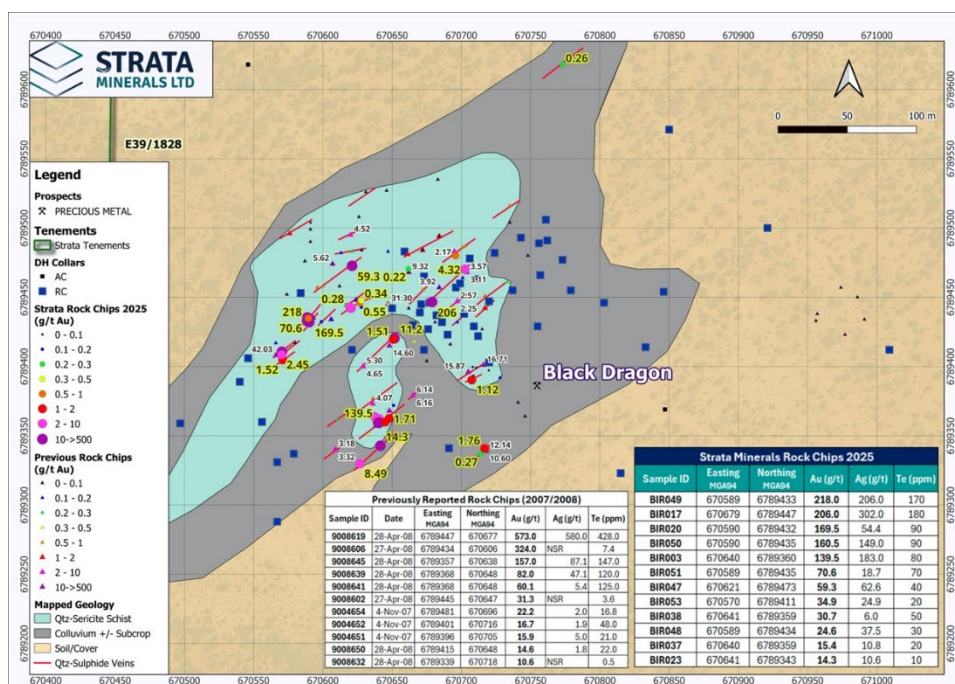 670400 670450 670500 670550 670600 670650 670700 670750 670800 670850 670900 670950 671000
STRATA
MINERALS LTD
0.26
0 50 100 m
E39/1828
6789600
6789550
6789500
6789450
6789400
6789350
6789300
6789250
6789200
Legend
Prospects
PRECIOUS METAL
Tenements
Strata Tenements
DH Collars
AC
RC
Strata Rock Chips 2025
(g/t Au)
0 - 0.1
0.1 - 0.2
0.2 - 0.3
0.3 - 0.5
0.5 - 1
1 - 2
2 - 10
10->500
Previous Rock Chips
(g/t Au)
0 - 0.1
0.1 - 0.2
0.2 - 0.3
0.3 - 0.5
0.5 - 1
1 - 2
2 - 10
10->500
Mapped Geology
Qtz-Sericite Schist
Colluvium +/- Subcrop
Soil/Cover
Qtz-Sulphide Veins
4.52
5.62
2.17
9.32
4.32
3.57
3.11
59.3 0.22
3.92
0.28
0.34
31.30
2.57
2.25
206
218
0.55
70.6
169.5
1.51
11.2
42.03
14.60
1.52
2.45
5.30
4.65
15.87
16.71
1.12
Black Dragon
4.07
6.14
6.16
139.5
1.71
14.3
3.18
3.32
8.49
1.76
12.14
0.27
10.60
Previously Reported Rock Chips (2007/2008)
Sample ID Date Easting MGA94 Northing MGA94 Au (g/t) Ag (g/t) Te (ppm)
9008619 28-Apr-08 6789447 670677 573.0 580.0 428.0
9008606 27-Apr-08 6789434 670606 324.0 NSR 7.4
9008645 28-Apr-08 6789357 670638 157.0 87.1 147.0
9008639 28-Apr-08 6789368 670648 82.0 47.1 120.0
9008641 28-Apr-08 6789368 670648 60.1 5.4 125.0
9008602 27-Apr-08 6789445 670647 31.3 NSR 3.6
9004654 4-Nov-07 6789481 670696 22.2 2.0 16.8
9004652 4-Nov-07 6789401 670716 16.7 1.9 48.0
9004651 4-Nov-07 6789396 670705 15.9 5.0 21.0
9008650 28-Apr-08 6789415 670648 14.6 1.8 22.0
9008632 28-Apr-08 6789339 670718 10.6 NSR 0.5
Strata Minerals Rock Chips 2025
Sample ID Easting MGA94 Northing MGA94 Au (g/t) Ag (g/t) Te (ppm)
BIR049 670589 6789433 218.0 206.0 170
BIR017 670679 6789447 206.0 302.0 180
BIR020 670590 6789432 169.5 54.4 90
BIR050 670590 6789435 160.5 149.0 90
BIR003 670640 6789360 139.5 183.0 80
BIR051 670589 6789435 70.6 18.7 70
BIR047 670621 6789473 59.3 62.6 40
BIR053 670570 6789411 34.9 24.9 20
BIR038 670641 6789359 30.7 6.0 50
BIR048 670589 6789434 24.6 37.5 30
BIR037 670640 6789359 15.4 10.8 20
BIR023 670641 6789343 14.3 10.6 10
670400 670450 670500 670550 670600 670650 670700 670750 670800 670850 670900 670950 671000